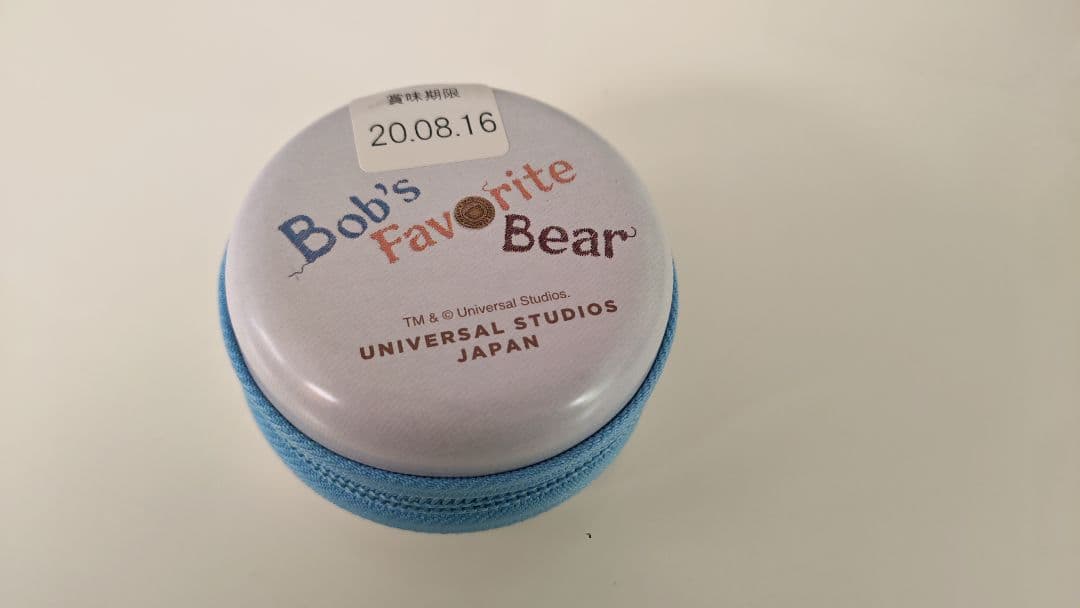 賞味期限
20.08.16
Bob's
Favorite
Bear
TM & © Universal Studios.
UNIVERSAL STUDIOS
JAPAN